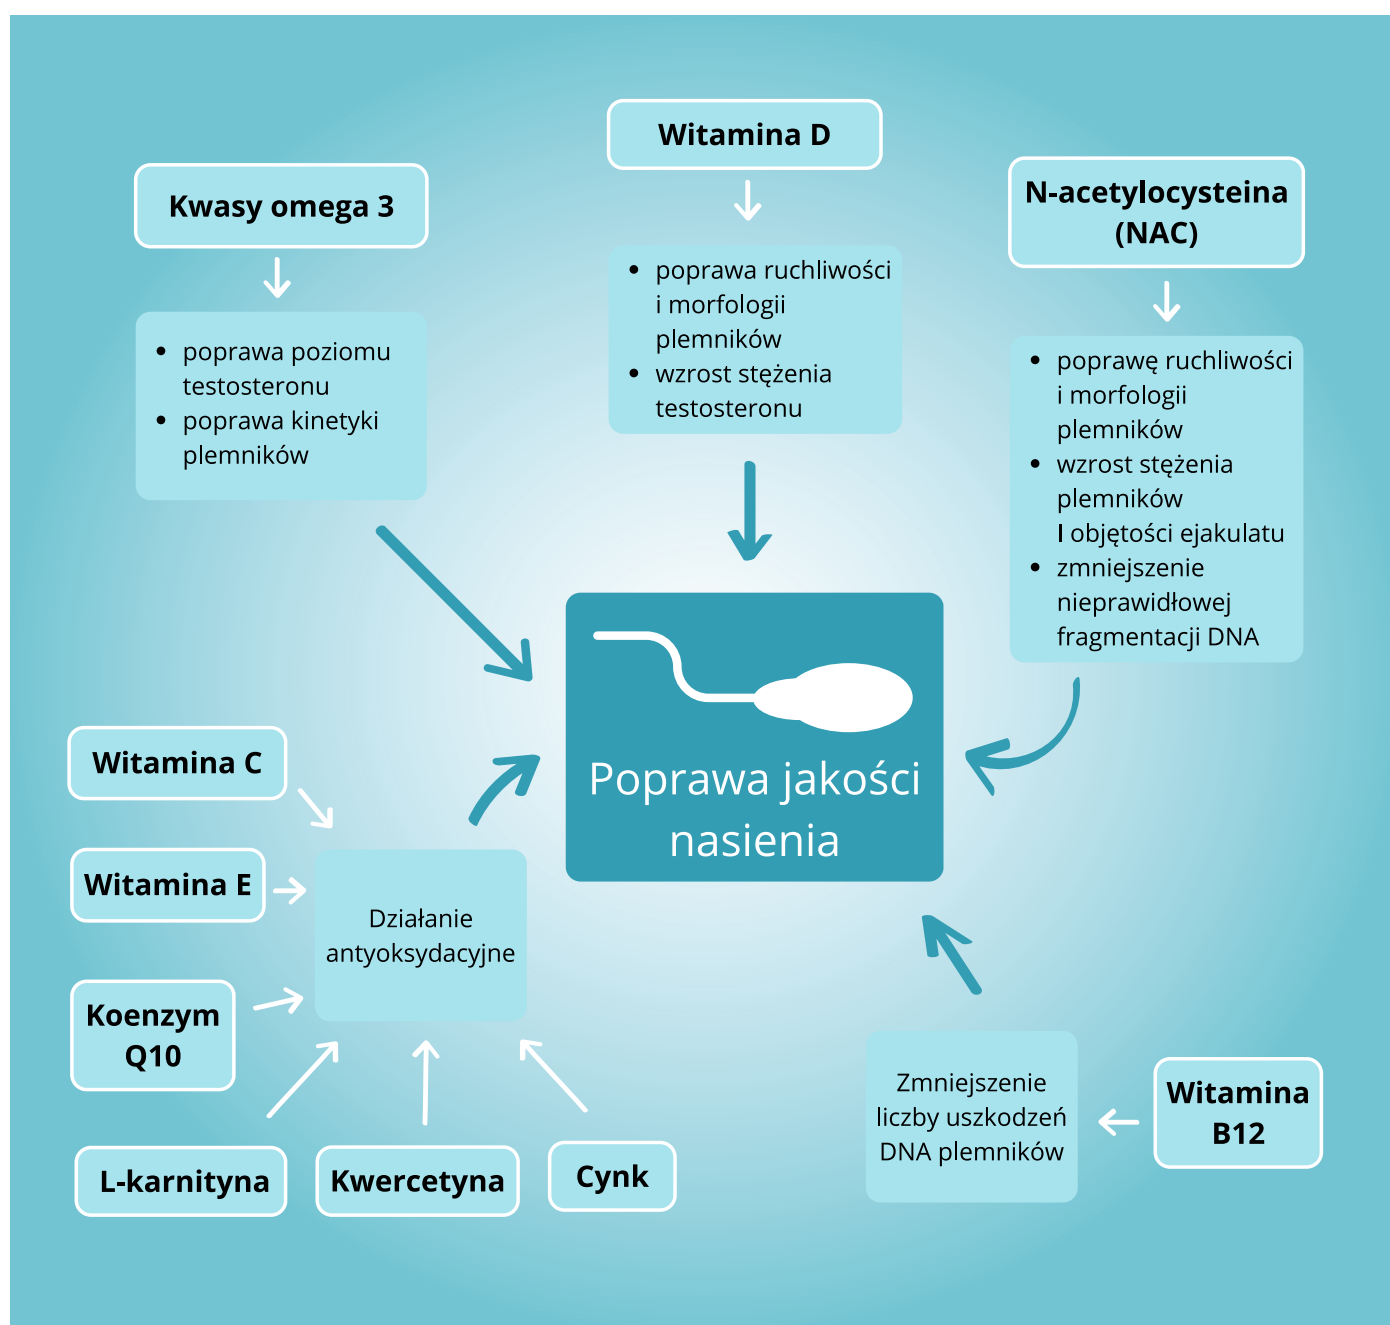 Witamina D
Kwasy omega 3
N-acetylocysteina
(NAC)
• poprawa ruchliwości
i morfologii
plemników
• wzrost stężenia
testosteronu
• poprawa poziomu
testosteronu
• poprawa kinetyki
plemników
• poprawę ruchliwości
i morfologii
plemników
• wzrost stężenia
plemników
I objętości ejakulatu
• zmniejszenie
nieprawidłowej
fragmentacji DNA
Poprawa jakości
nasienia
Witamina C
Witamina E
Koenzym
Q10
Działanie
antyoksydacyjne
L-karnityna
Kwercetyna
Cynk
Zmniejszenie
liczby uszkodzeń
DNA plemników
Witamina
B12